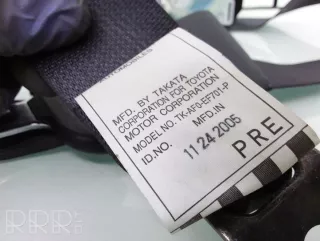 MFD. BY TAKATA
CORPORATION FOR TOYOTA
MOTOR CORPORATION
MODEL NO. TK-AF0-EF701-P
ID.NO. MFD.IN
11 24 2005
PRE